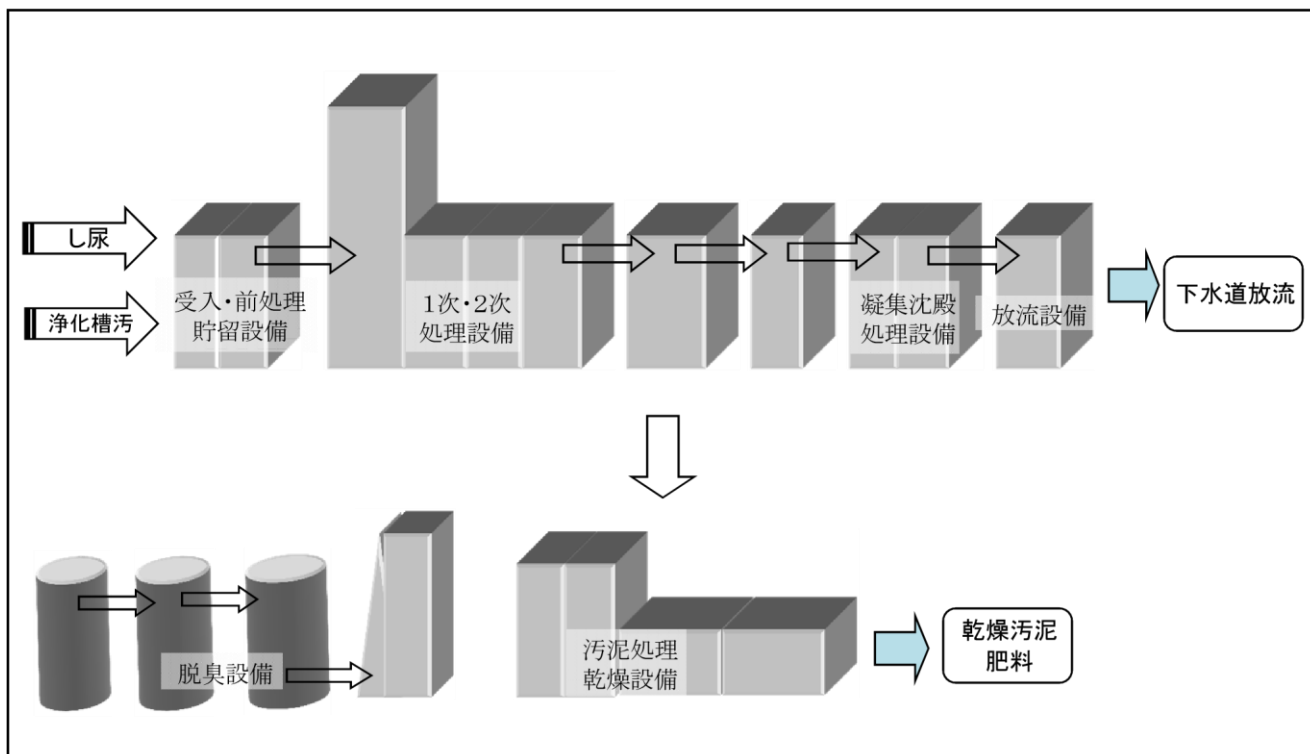 し尿
浄化槽汚
受入・前処理
貯留設備
1次・2次
処理設備
凝集沈殿
処理設備
放流設備
下水道放流
脱臭設備
汚泥処理
乾燥設備
乾燥汚泥
肥料